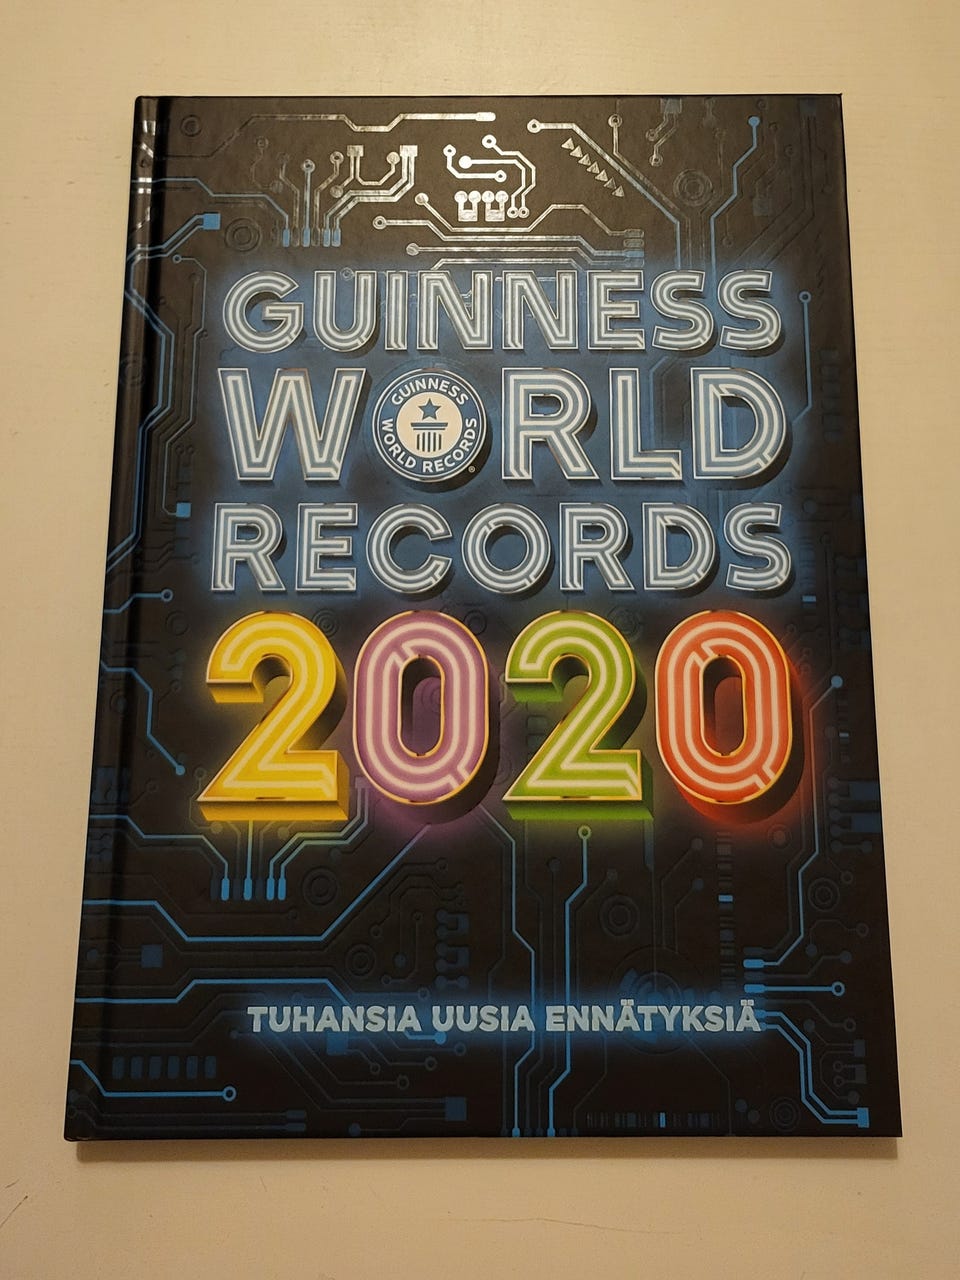 GUINNESS
WORLD
RECORDS
GUINNESS
WORLD RECORDS
®
2020
TUHANSIA UUSIA ENNÄTYKSIÄ